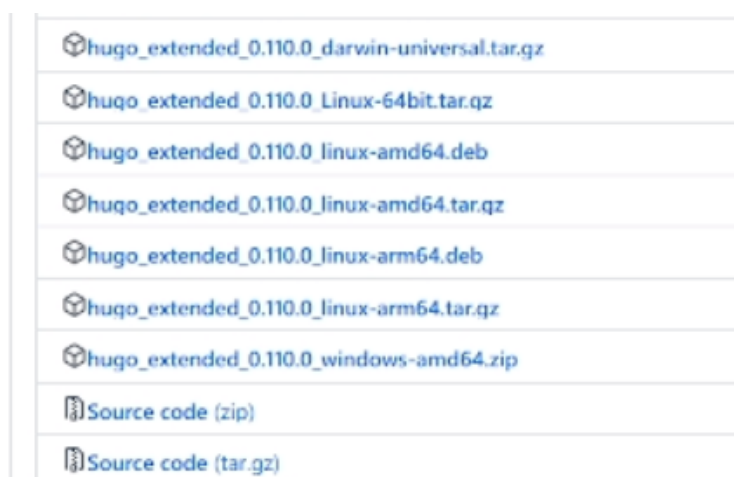 hugo_extended_0.110.0_darwin-universal.tar.gz
hugo_extended_0.110.0_Linux-64bit.tar.gz
hugo_extended_0.110.0_linux-amd64.deb
hugo_extended_0.110.0_linux-amd64.tar.gz
hugo_extended_0.110.0_linux-arm64.deb
hugo_extended_0.110.0_linux-arm64.tar.gz
hugo_extended_0.110.0_windows-amd64.zip
Source code (zip)
Source code (tar.gz)